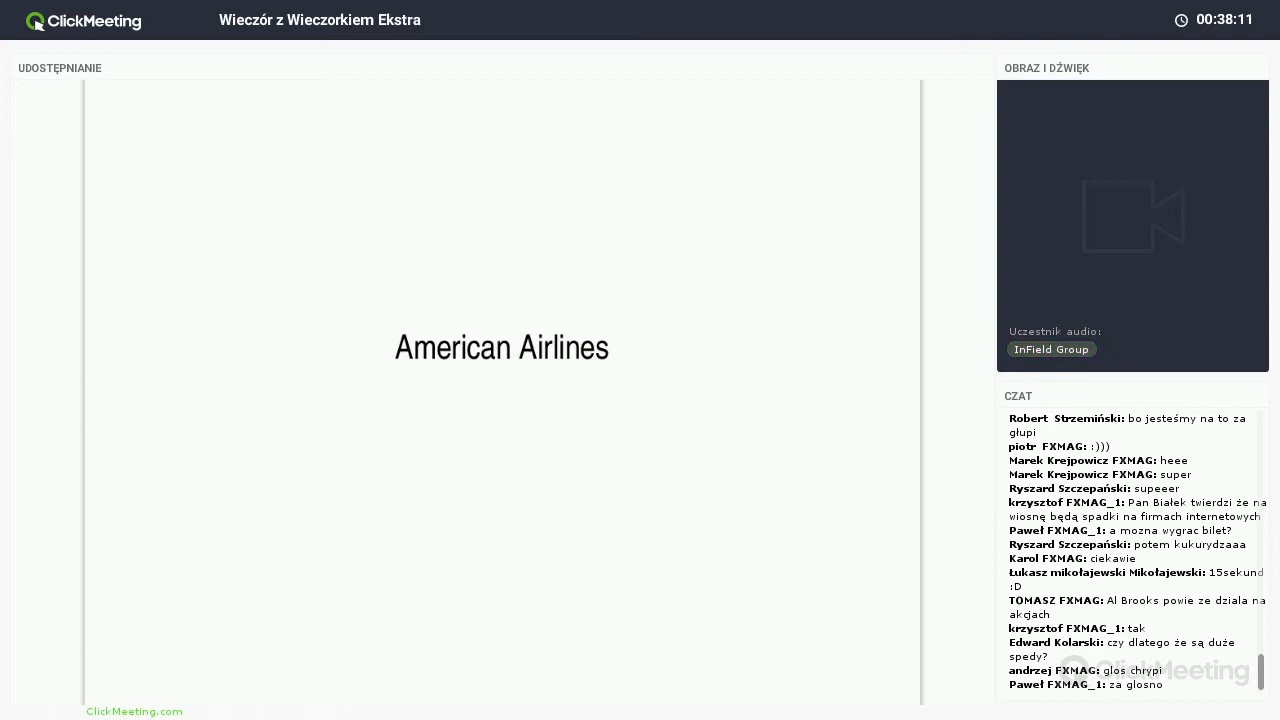 ClickMeeting
Wieczór z Wieczorkiem Ekstra
00:38:11
UDOSTĘPNIANIE
American Airlines
OBRAZ I DŹWIĘK
Uczestnik audio:
InField Group
CZAT
Robert Strzemiński: bo jesteśmy na to za
głupi
piotr FXMAG: :)))
Marek Krejpowicz FXMAG: heee
Marek Krejpowicz FXMAG: super
Ryszard Szczepański: supeeer
krzysztof FXMAG_1: Pan Białek twierdzi że na
wiosnę będą spadki na firmach internetowych
Paweł FXMAG_1: a mozna wygrac bilet?
Ryszard Szczepański: potem kukurydzaaa
Karol FXMAG: ciekawie
Łukasz mikołajewski Mikołajewski: 15sekund
:D
TOMASZ FXMAG: Al Brooks powie ze dziala na
akcjach
krzysztof FXMAG_1: tak
Edward Kolarski: czy dlatego że są duże
spedy?
andrzej FXMAG: glos chrypi
Paweł FXMAG_1: za glosno
ClickMeeting
ClickMeeting.com